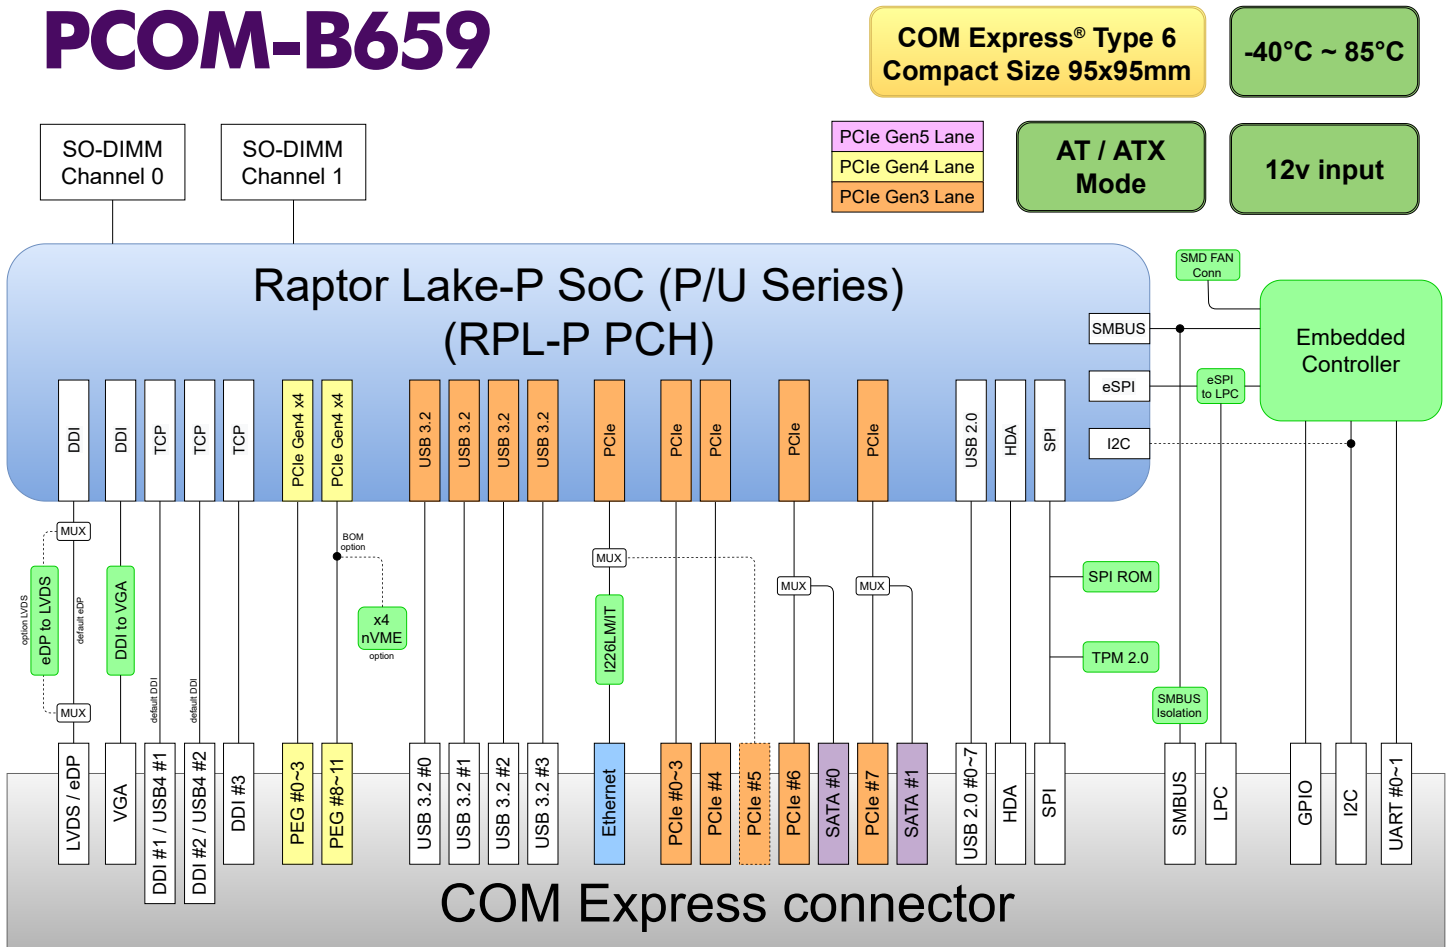 PCOM-B659
COM Express® Type 6
Compact Size 95x95mm
-40°C ~ 85°C
SO-DIMM
Channel 0
SO-DIMM
Channel 1
PCIe Gen5 Lane
PCIe Gen4 Lane
PCIe Gen3 Lane
AT / ATX
Mode
12v input
Raptor Lake-P SoC (P/U Series)
(RPL-P PCH)
SMD FAN
Conn
SMBUS
Embedded
Controller
eSPI
eSPI
to LPC
I2C
DDI
DDI
TCP
TCP
TCP
PCIe Gen4 x4
PCIe Gen4 x4
USB 3.2
USB 3.2
USB 3.2
USB 3.2
PCIe
PCIe
PCIe
PCIe
PCIe
USB 2.0
HDA
SPI
MUX
BOM
option
MUX
MUX
MUX
option LVDS
eDP to LVDS
default eDP
DDI to VGA
x4
nVME
option
I226LM/IT
SPI ROM
TPM 2.0
MUX
default DDI
default DDI
SMBUS
Isolation
LVDS / eDP
VGA
DDI #1 / USB4 #1
DDI #2 / USB4 #2
DDI #3
PEG #0~3
PEG #8~11
USB 3.2 #0
USB 3.2 #1
USB 3.2 #2
USB 3.2 #3
Ethernet
PCIe #0~3
PCIe #4
PCIe #5
PCIe #6
SATA #0
PCIe #7
SATA #1
USB 2.0 #0~7
HDA
SPI
SMBUS
LPC
GPIO
I2C
UART #0~1
COM Express connector